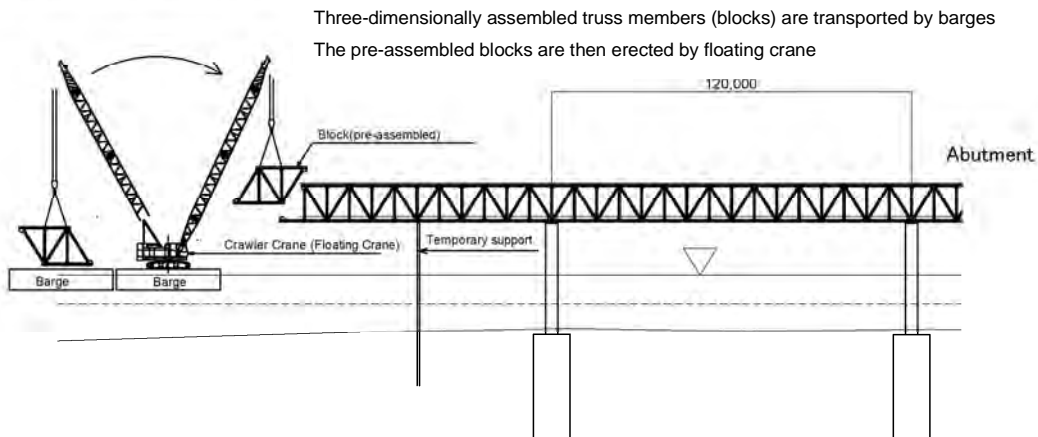 Three-dimensionally assembled truss members (blocks) are transported by barges
The pre-assembled blocks are then erected by floating crane
120,000
Block(pre-assembled)
Abutment
Crawler Crane (Floating Crane)
Temporary support
Barge
Barge